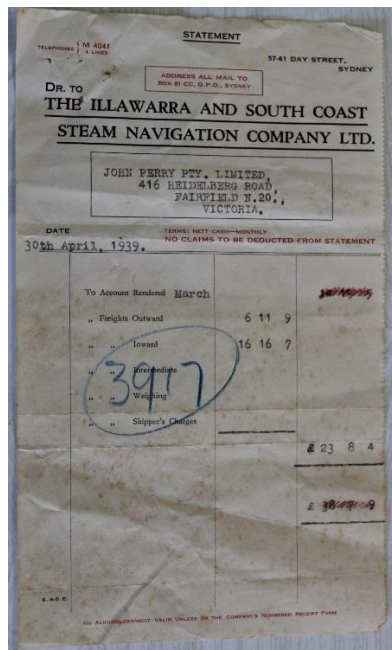 STATEMENT
TELEPHONES M 4041
4 LINES
57-61 DAY STREET,
SYDNEY
ADDRESS ALL MAIL TO
BOX 81 CC, G.P.O., SYDNEY
DR. TO
THE ILLAWARRA AND SOUTH COAST
STEAM NAVIGATION COMPANY LTD.
JOHN PERRY PTY. LIMITED,
416 HEIDELBERG ROAD,
FAIRFIELD N.20.,
VICTORIA.
DATE
TERMS: NETT CASH—MONTHLY
NO CLAIMS TO BE DEDUCTED FROM STATEMENT
30th April, 1939.
To Account Rendered March
„ Freights Outward 6 11 9
„ „ Inward 16 16 7
„ „ Intermediate
3917
„ „ Weighing
„ „ Shipper's Charges
£ 23 8 4
£
E. & O. E.
NO ACKNOWLEDGMENT VALID UNLESS ON THE COMPANY'S NUMBERED RECEIPT FORM